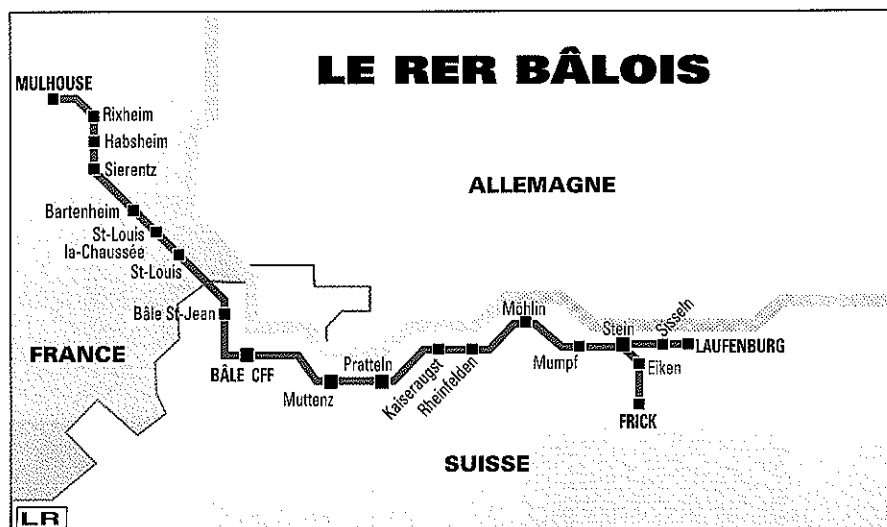 LE RER BÂLOIS
MULHOUSE
Rixheim
Habsheim
Sierentz
ALLEMAGNE
Bartenheim
St-Louis
la-Chaussée
St-Louis
Bâle St-Jean
FRANCE
BÂLE CFF
Muttenz
Pratteln
Kaiseraugst
Rheinfelden
Möhlin
Mumpf
Stein
Sisseln
LAUFENBURG
Eiken
FRICK
SUISSE
LR